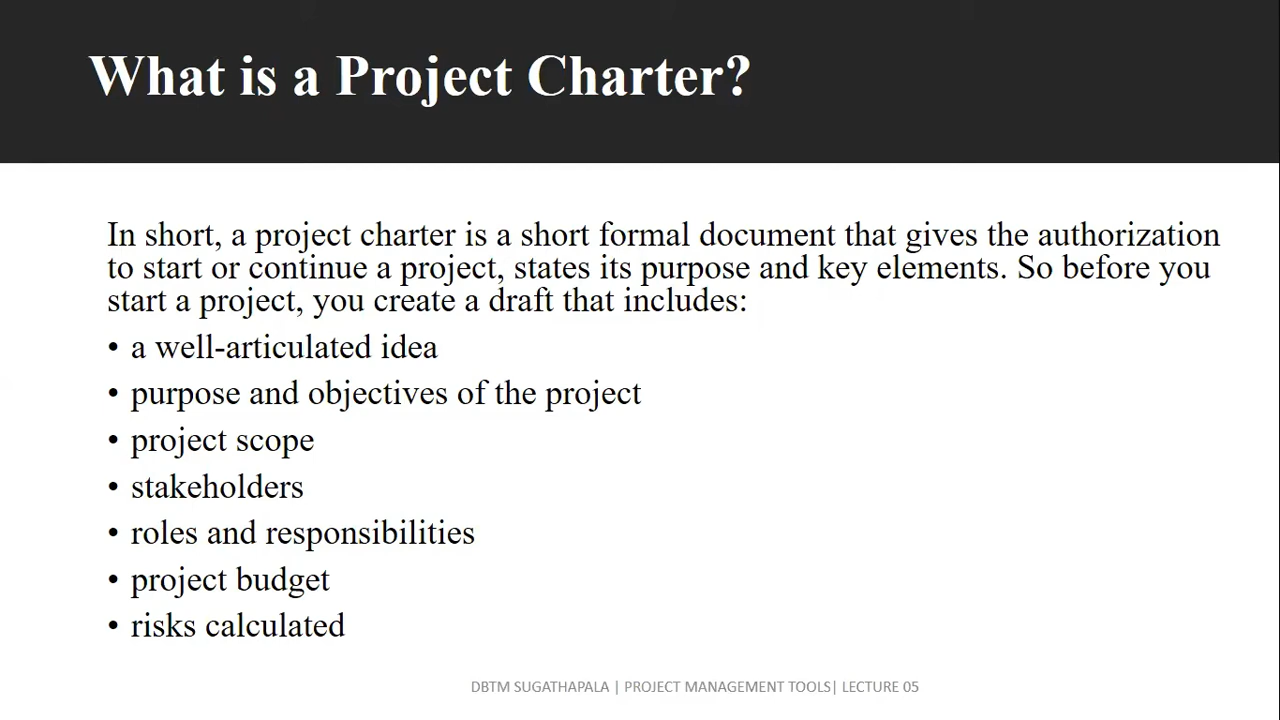 What is a Project Charter?
In short, a project charter is a short formal document that gives the authorization
to start or continue a project, states its purpose and key elements. So before you
start a project, you create a draft that includes:
• a well-articulated idea
• purpose and objectives of the project
• project scope
• stakeholders
• roles and responsibilities
• project budget
• risks calculated
DBTM SUGATHAPALA | PROJECT MANAGEMENT TOOLS| LECTURE 05